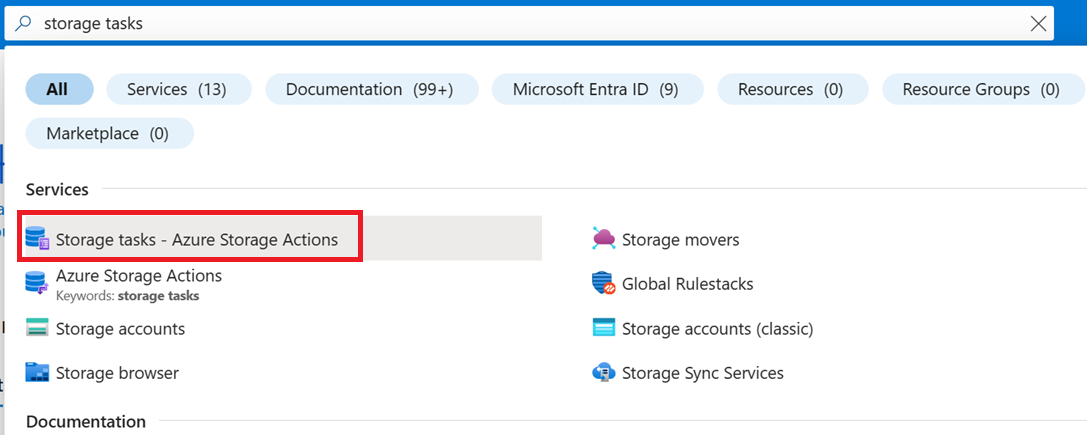 storage tasks
All
Services (13)
Documentation (99+)
Microsoft Entra ID (9)
Resources (0)
Resource Groups (0)
Marketplace (0)
Services
Storage tasks - Azure Storage Actions
Storage movers
Azure Storage Actions
Keywords: storage tasks
Global Rulestacks
Storage accounts
Storage accounts (classic)
Storage browser
Storage Sync Services
Documentation